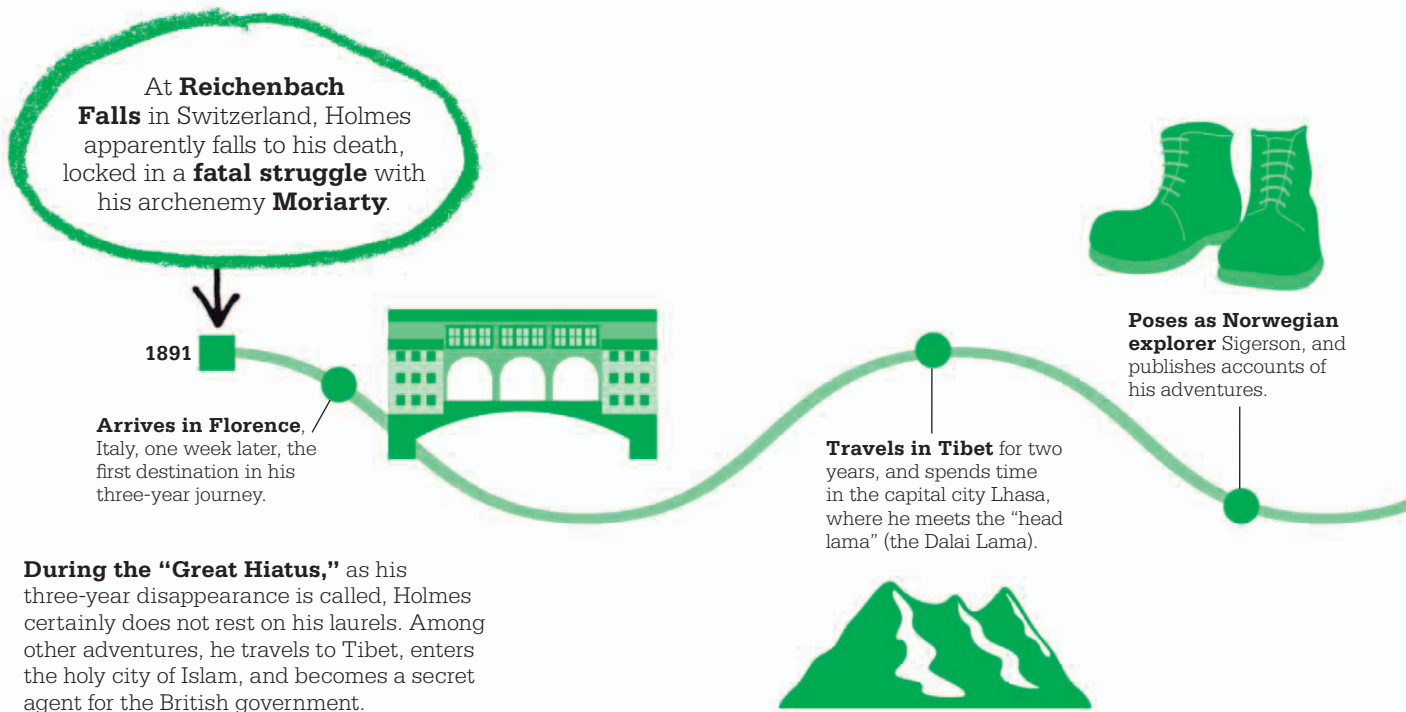 At Reichenbach
Falls in Switzerland, Holmes
apparently falls to his death,
locked in a fatal struggle with
his archenemy Moriarty.
1891
Arrives in Florence,
Italy, one week later, the
first destination in his
three-year journey.
Travels in Tibet for two
years, and spends time
in the capital city Lhasa,
where he meets the “head
lama” (the Dalai Lama).
Poses as Norwegian
explorer Sigerson, and
publishes accounts of
his adventures.
During the “Great Hiatus,” as his
three-year disappearance is called, Holmes
certainly does not rest on his laurels. Among
other adventures, he travels to Tibet, enters
the holy city of Islam, and becomes a secret
agent for the British government.